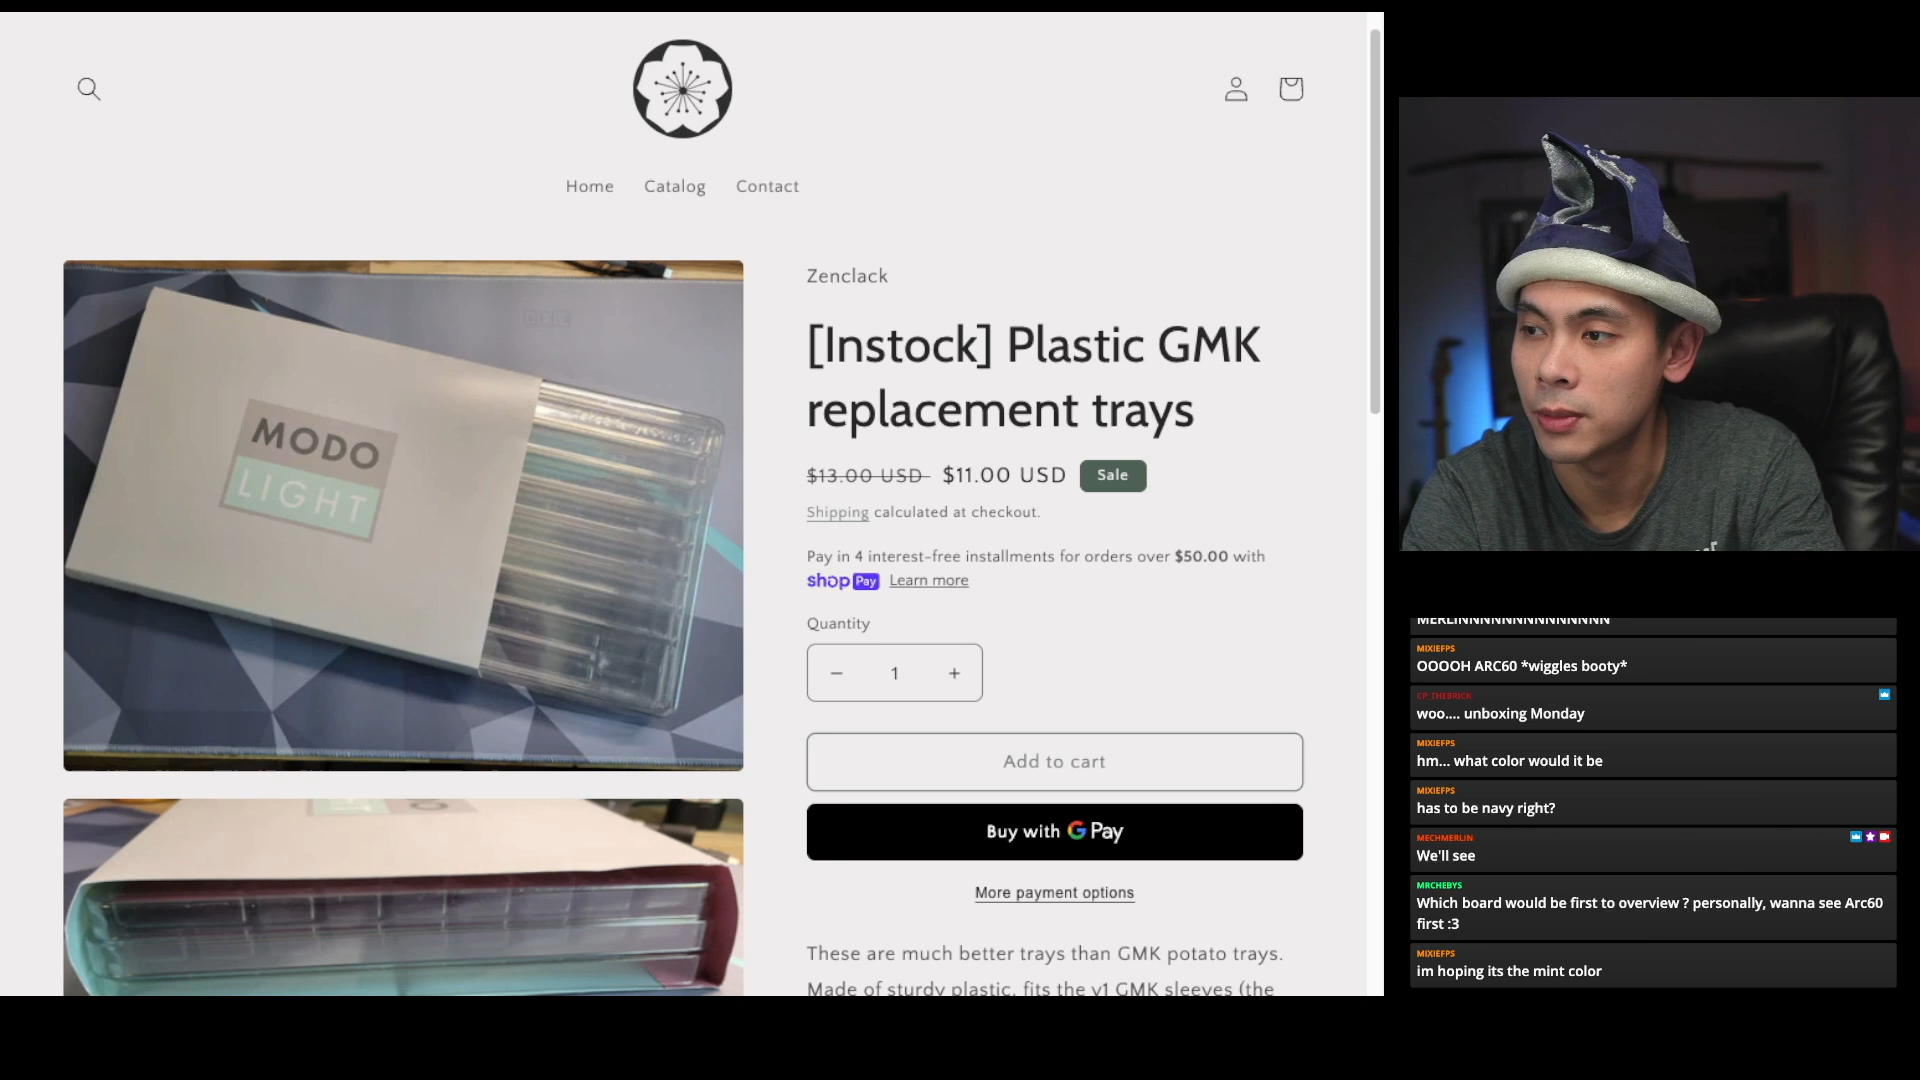 Home Catalog Contact
MODO
LIGHT
Zenclack
[Instock] Plastic GMK
replacement trays
$13.00 USD $11.00 USD Sale
Shipping calculated at checkout.
Pay in 4 interest-free installments for orders over $50.00 with
shop Pay Learn more
Quantity
− 1 +
Add to cart
Buy with G Pay
More payment options
These are much better trays than GMK potato trays.
Made of sturdy plastic, fits the v1 GMK sleeves (the
MIXIEFPS
OOOOH ARC60 *wiggles booty*
CP_THEBRICK
woo.... unboxing Monday
MIXIEFPS
hm... what color would it be
MIXIEFPS
has to be navy right?
MECHMERLIN
We'll see
MRCHEBYS
Which board would be first to overview ? personally, wanna see Arc60
first :3
MIXIEFPS
im hoping its the mint color